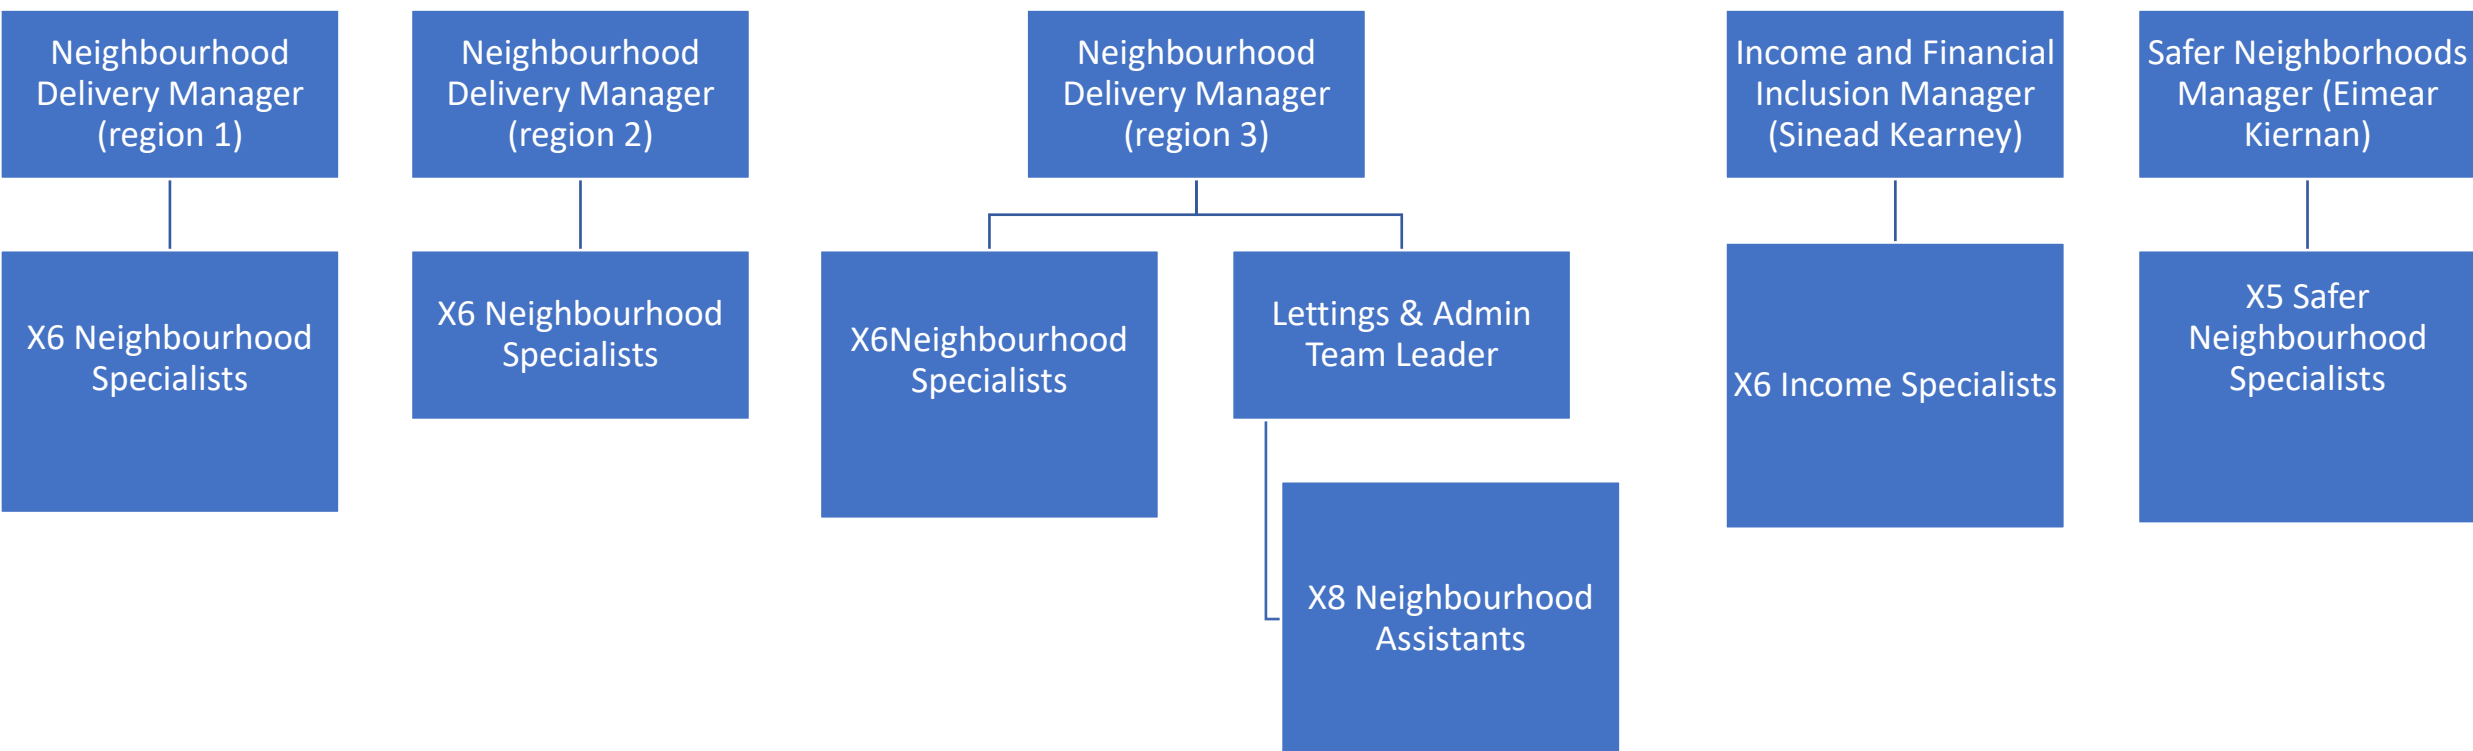 Neighbourhood
Delivery Manager
(region 1)
Neighbourhood
Delivery Manager
(region 2)
Neighbourhood
Delivery Manager
(region 3)
Income and Financial
Inclusion Manager
(Sinead Kearney)
Safer Neighborhoods
Manager (Eimear
Kiernan)
X6 Neighbourhood
Specialists
X6 Neighbourhood
Specialists
X6Neighbourhood
Specialists
Lettings & Admin
Team Leader
X6 Income Specialists
X5 Safer
Neighbourhood
Specialists
X8 Neighbourhood
Assistants